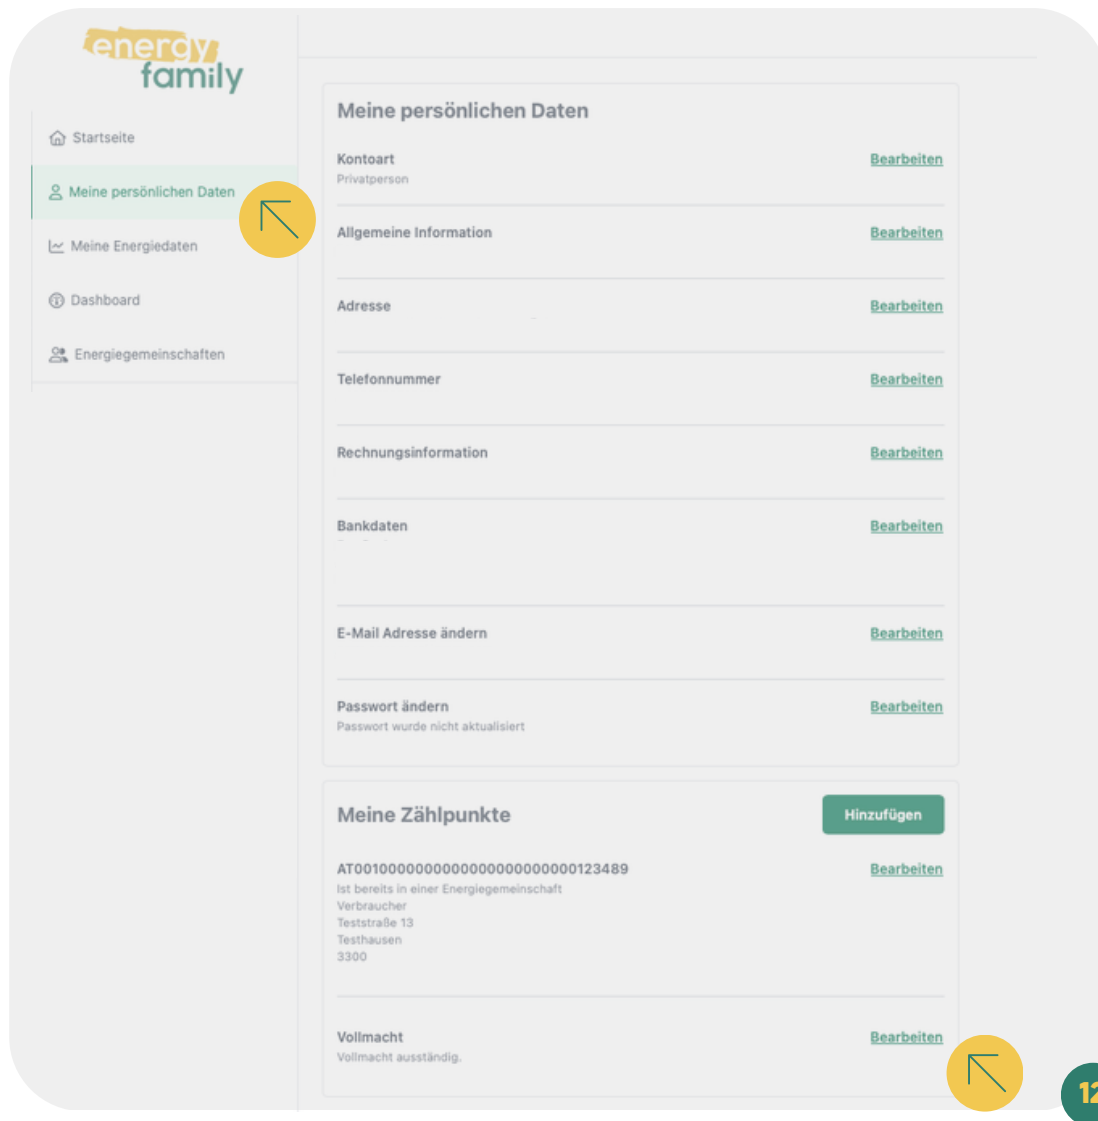 energy
family
Startseite
Meine persönlichen Daten
Meine Energiedaten
Dashboard
Energiegemeinschaften
Meine persönlichen Daten
Kontoart
Bearbeiten
Privatperson
Allgemeine Information
Bearbeiten
Adresse
Bearbeiten
Telefonnummer
Bearbeiten
Rechnungsinformation
Bearbeiten
Bankdaten
Bearbeiten
E-Mail Adresse ändern
Bearbeiten
Passwort ändern
Bearbeiten
Passwort wurde nicht aktualisiert
Meine Zählpunkte
Hinzufügen
AT0010000000000000000000000123489
Bearbeiten
Ist bereits in einer Energiegemeinschaft
Verbraucher
Teststraße 13
Testhausen
3300
Vollmacht
Bearbeiten
Vollmacht ausständig.
12